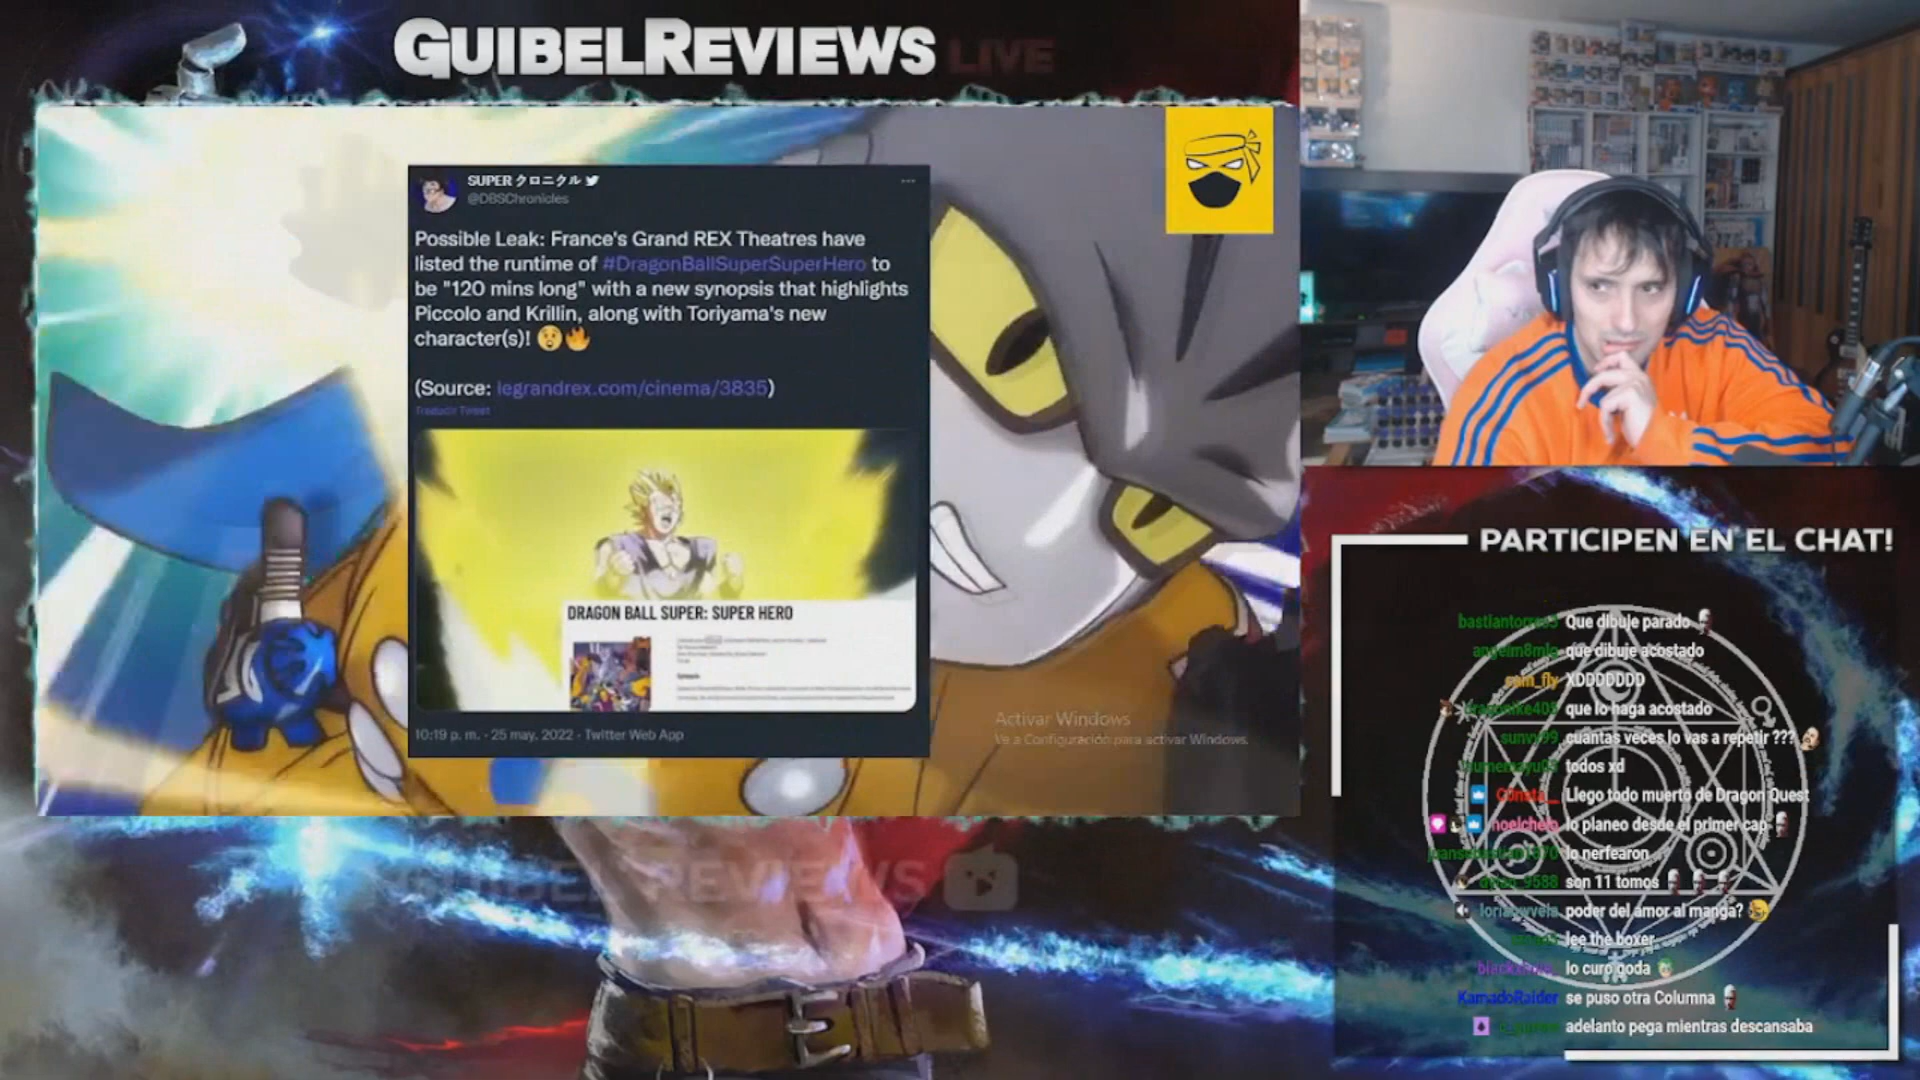 GUIBELREVIEWS LIVE
SUPER クロニクル
@DBSChronicles
Possible Leak: France's Grand REX Theatres have
listed the runtime of #DragonBallSuperSuperHero to
be "120 mins long" with a new synopsis that highlights
Piccolo and Krillin, along with Toriyama's new
character(s)! 😲🔥
(Source: legrandrex.com/cinema/3835)
Traducir Tweet
DRAGON BALL SUPER: SUPER HERO
10:19 p. m. · 25 may. 2022 · Twitter Web App
Activar Windows
Ve a Configuración para activar Windows.
GUIBEL REVIEWS
PARTICIPEN EN EL CHAT!
Que dibuje parado
que dibuje acostado
XDDDDDDD
que lo haga acostado
sunvy99 cuantas veces lo vas a repetir ???
todos xd
Llego todo muerto de Dragon Quest
lo planeo desde el primer cap
lo nerfearon
son 11 tomos
poder del amor al manga?
lee the boxer
lo curo goda
KamadoRaider se puso otra Columna
adelanto pega mientras descansaba